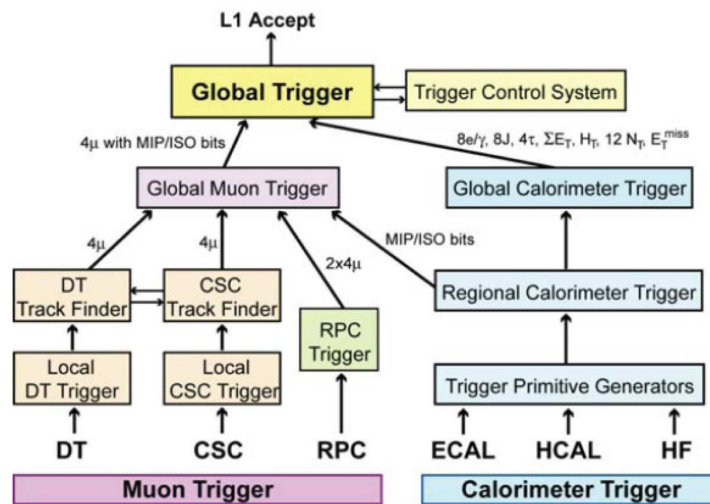 L1 Accept
Global Trigger
Trigger Control System
4μ with MIP/ISO bits
8e/γ, 8J, 4τ, ΣE_T, H_T, 12 N_T, E_T^miss
Global Muon Trigger
Global Calorimeter Trigger
4μ
4μ
2x4μ
MIP/ISO bits
DT
Track Finder
CSC
Track Finder
Regional Calorimeter Trigger
RPC
Trigger
Local
DT Trigger
Local
CSC Trigger
Trigger Primitive Generators
DT
CSC
RPC
ECAL
HCAL
HF
Muon Trigger
Calorimeter Trigger